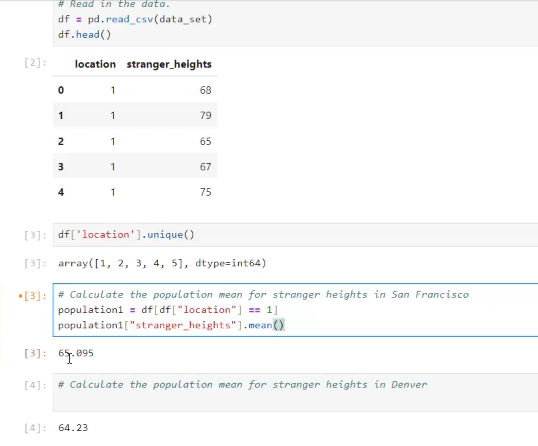 # Read in the data.
df = pd.read_csv(data_set)
df.head()
[2]:
location stranger_heights
0 1 68
1 1 79
2 1 65
3 1 67
4 1 75
[3]: df['location'].unique()
[3]: array([1, 2, 3, 4, 5], dtype=int64)
[3]: # Calculate the population mean for stranger heights in San Francisco
population1 = df[df["location"] == 1]
population1["stranger_heights"].mean()
[3]: 65.095
[4]: # Calculate the population mean for stranger heights in Denver
[4]: 64.23